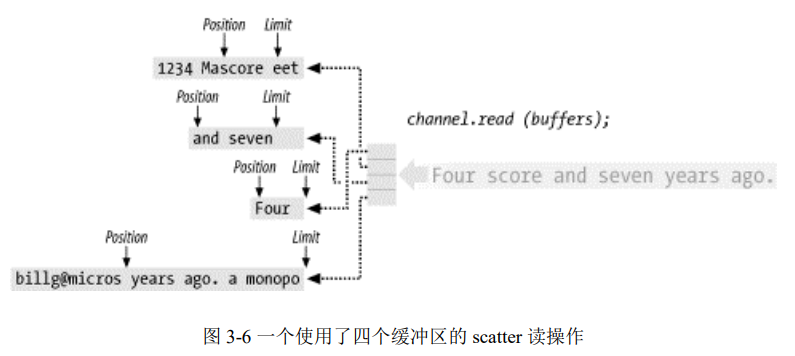 Position Limit
1234 Mascore eet
Position Limit
and seven
Position Limit
Four
Position Limit
billg@micros years ago. a monopo
channel.read (buffers);
Four score and seven years ago.
图 3-6 一个使用了四个缓冲区的 scatter 读操作